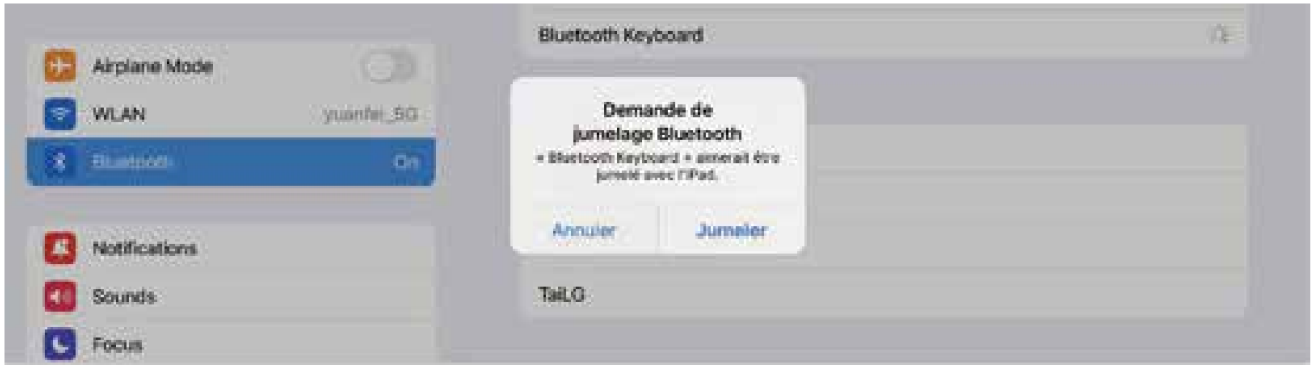 Airplane Mode
WLAN yuanfei_5G
Bluetooth On
Notifications
Sounds
Focus
Bluetooth Keyboard
Demande de
jumelage Bluetooth
« Bluetooth Keyboard » aimerait être
jumelé avec l'iPad.
Annuler Jumeler
TaiLG